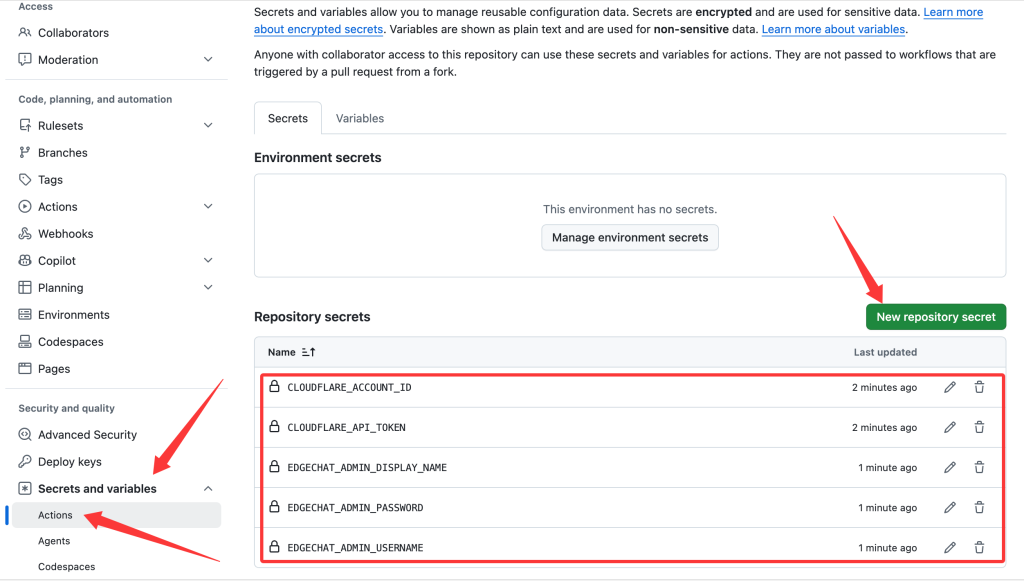 Access
Collaborators
Moderation
Code, planning, and automation
Rulesets
Branches
Tags
Actions
Webhooks
Copilot
Planning
Environments
Codespaces
Pages
Security and quality
Advanced Security
Deploy keys
Secrets and variables
Actions
Agents
Codespaces
Secrets and variables allow you to manage reusable configuration data. Secrets are encrypted and are used for sensitive data. Learn more
about encrypted secrets. Variables are shown as plain text and are used for non-sensitive data. Learn more about variables.
Anyone with collaborator access to this repository can use these secrets and variables for actions. They are not passed to workflows that are
triggered by a pull request from a fork.
Secrets Variables
Environment secrets
This environment has no secrets.
Manage environment secrets
Repository secrets New repository secret
Name Last updated
CLOUDFLARE_ACCOUNT_ID 2 minutes ago
CLOUDFLARE_API_TOKEN 2 minutes ago
EDGECHAT_ADMIN_DISPLAY_NAME 1 minute ago
EDGECHAT_ADMIN_PASSWORD 1 minute ago
EDGECHAT_ADMIN_USERNAME 1 minute ago